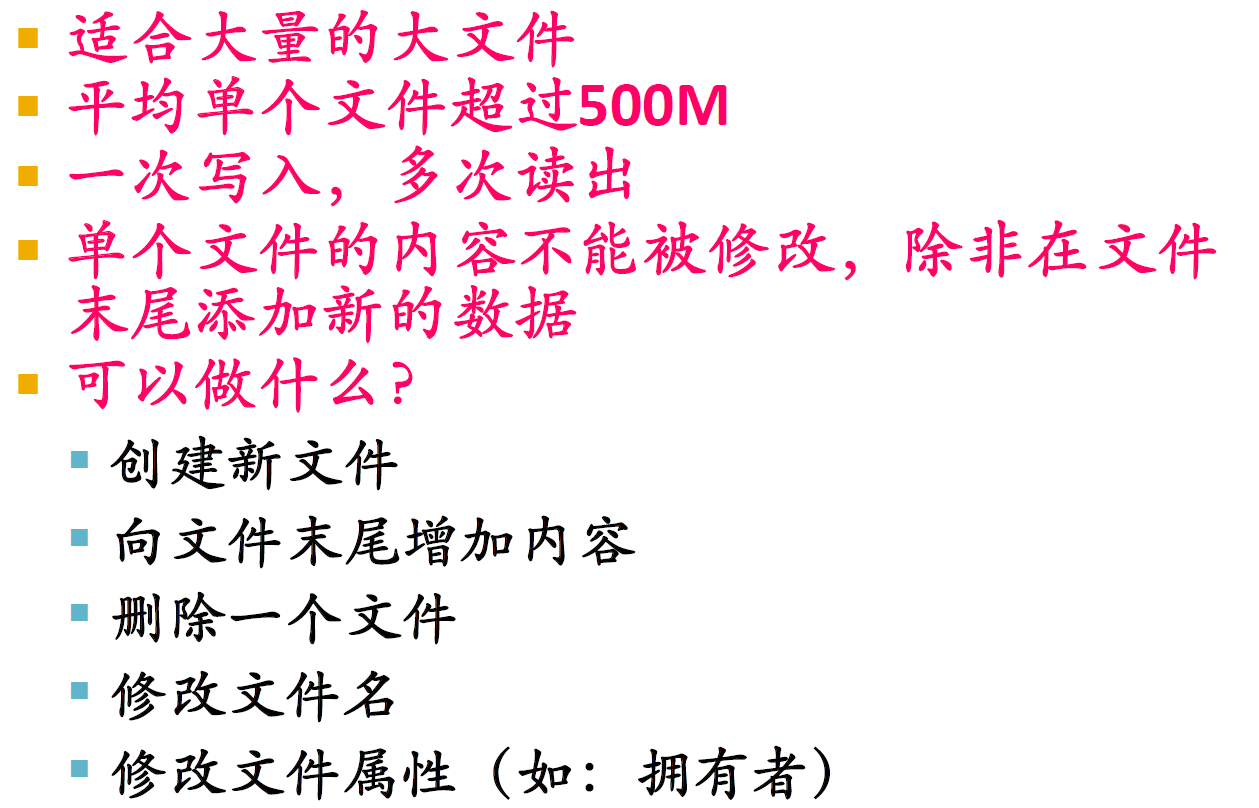 适合大量的大文件
平均单个文件超过500M
一次写入，多次读出
单个文件的内容不能被修改，除非在文件
末尾添加新的数据
可以做什么？
创建新文件
向文件末尾增加内容
删除一个文件
修改文件名
修改文件属性（如：拥有者）